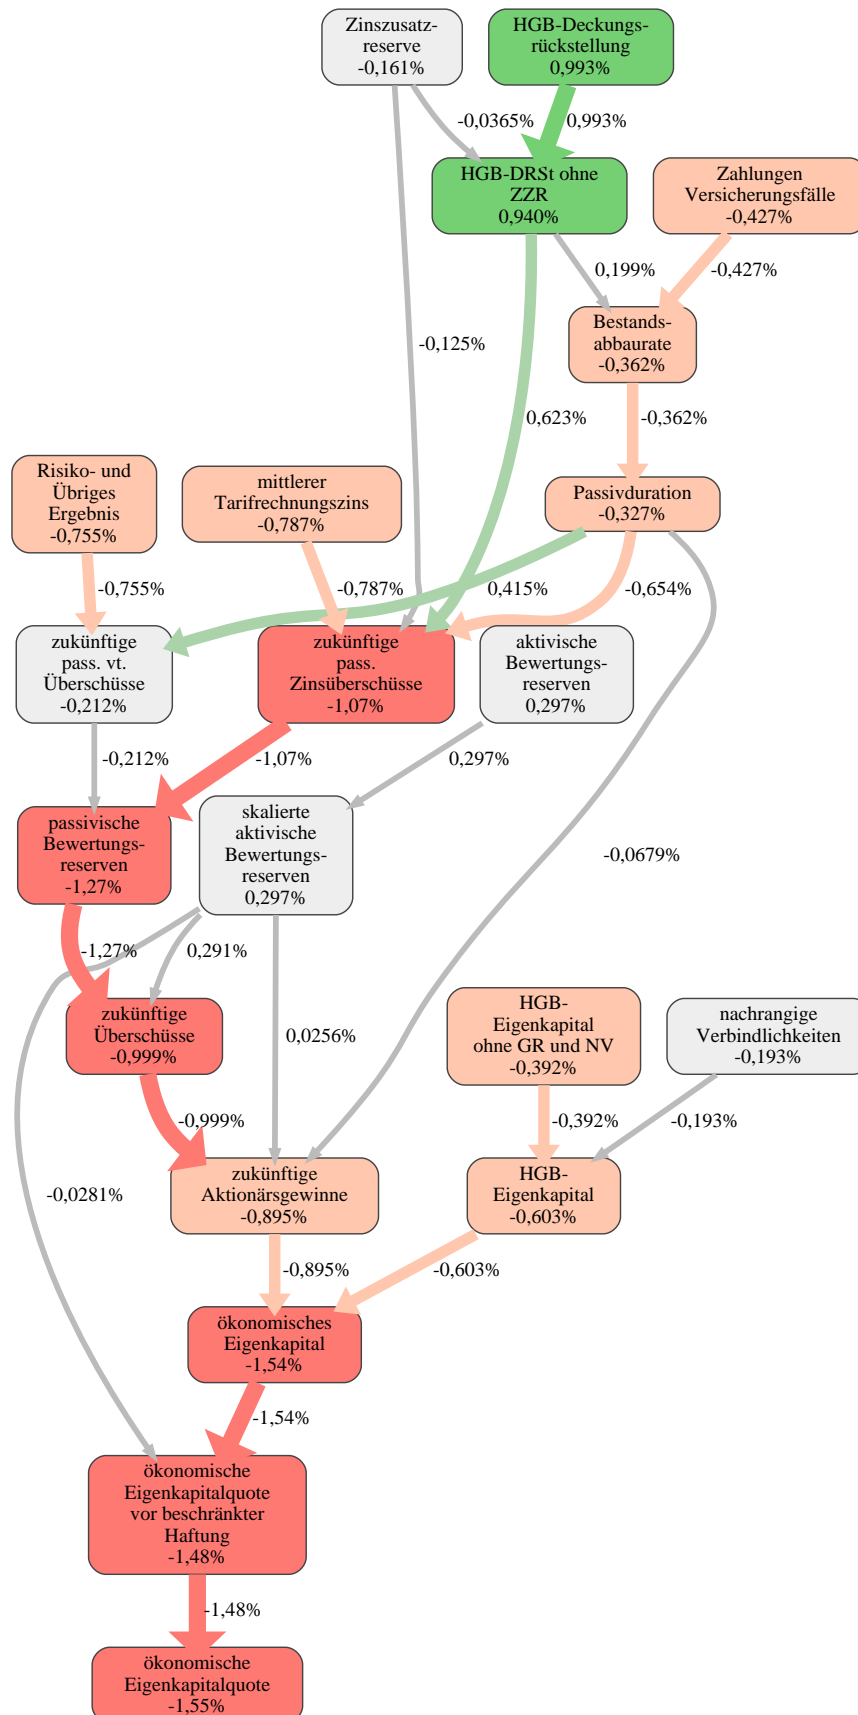 Zinszusatz-
reserve
-0,161%
HGB-Deckungs-
rückstellung
0,993%
-0,0365%
0,993%
HGB-DRSt ohne
ZZR
0,940%
Zahlungen
Versicherungsfälle
-0,427%
0,199%
-0,427%
Bestands-
abbaurate
-0,362%
-0,125%
0,623%
-0,362%
Risiko- und
Übriges
Ergebnis
-0,755%
mittlerer
Tarifrechnungszins
-0,787%
Passivduration
-0,327%
-0,755%
-0,787%
0,415%
-0,654%
zukünftige
pass. vt.
Überschüsse
-0,212%
zukünftige
pass.
Zinsüberschüsse
-1,07%
aktivische
Bewertungs-
reserven
0,297%
-0,212%
-1,07%
0,297%
passivische
Bewertungs-
reserven
-1,27%
skalierte
aktivische
Bewertungs-
reserven
0,297%
-0,0679%
-1,27%
0,291%
zukünftige
Überschüsse
-0,999%
0,0256%
HGB-
Eigenkapital
ohne GR und NV
-0,392%
nachrangige
Verbindlichkeiten
-0,193%
-0,999%
-0,392%
-0,193%
-0,0281%
zukünftige
Aktionärsgewinne
-0,895%
HGB-
Eigenkapital
-0,603%
-0,895%
-0,603%
ökonomisches
Eigenkapital
-1,54%
-1,54%
ökonomische
Eigenkapitalquote
vor beschränkter
Haftung
-1,48%
-1,48%
ökonomische
Eigenkapitalquote
-1,55%